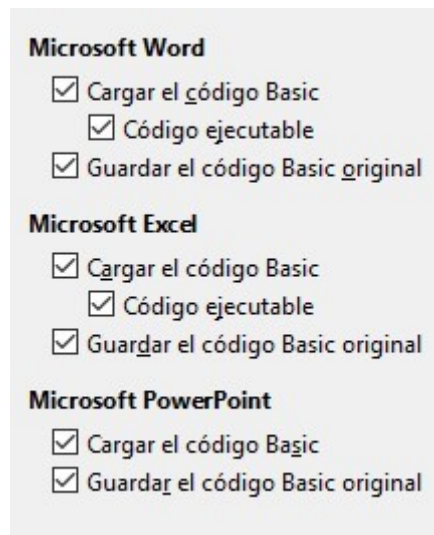 Microsoft Word
Cargar el código Basic
Código ejecutable
Guardar el código Basic original
Microsoft Excel
Cargar el código Basic
Código ejecutable
Guardar el código Basic original
Microsoft PowerPoint
Cargar el código Basic
Guardar el código Basic original